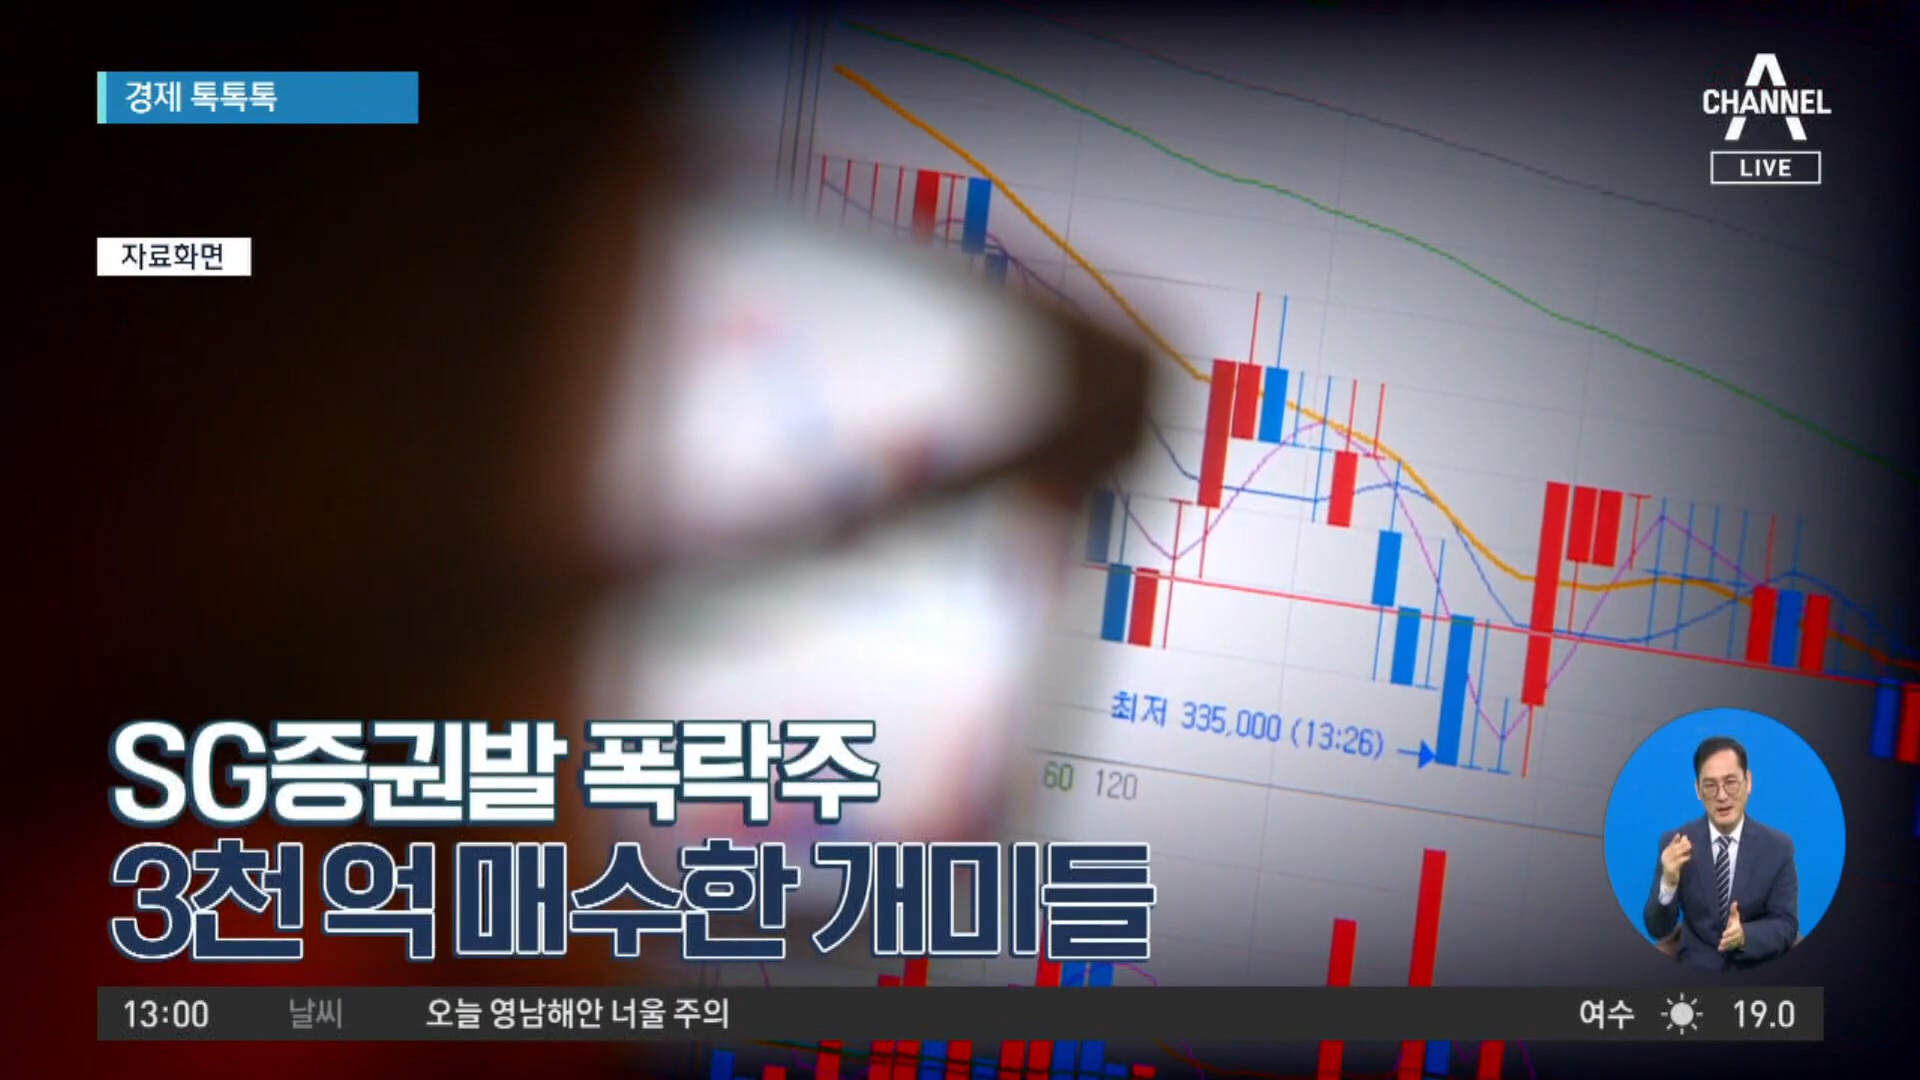 경제 톡톡톡
CHANNEL A
LIVE
자료화면
최저 335,000 (13:26)
60 120
SG증권발 폭락주
3천 억 매수한 개미들
13:00 날씨 오늘 영남해안 너울 주의 여수 19.0